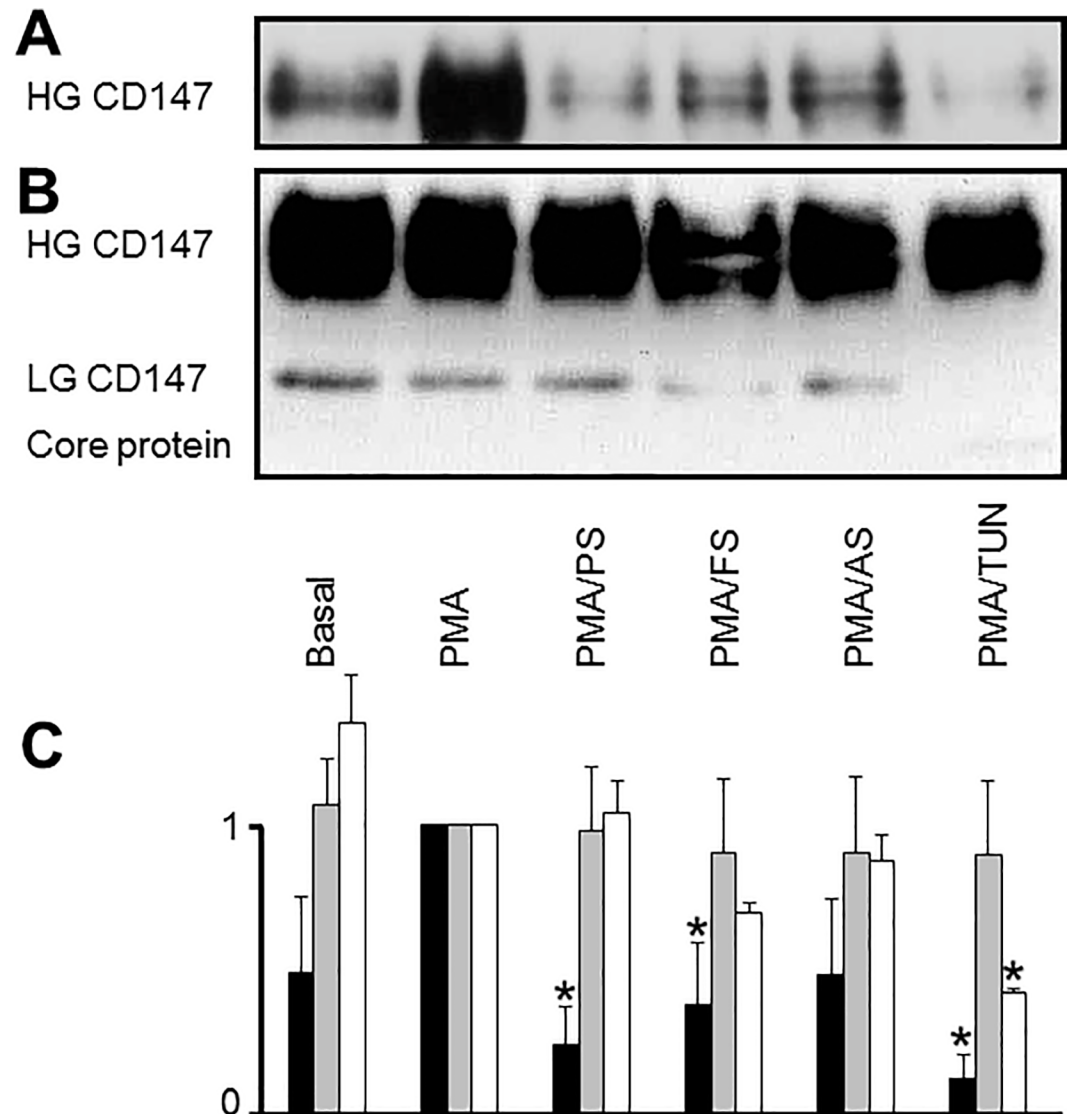 A
HG CD147
B
HG CD147
LG CD147
Core protein
Basal
PMA
PMA/PS
PMA/FS
PMA/AS
PMA/TUN
C
1
*
*
*
*
0